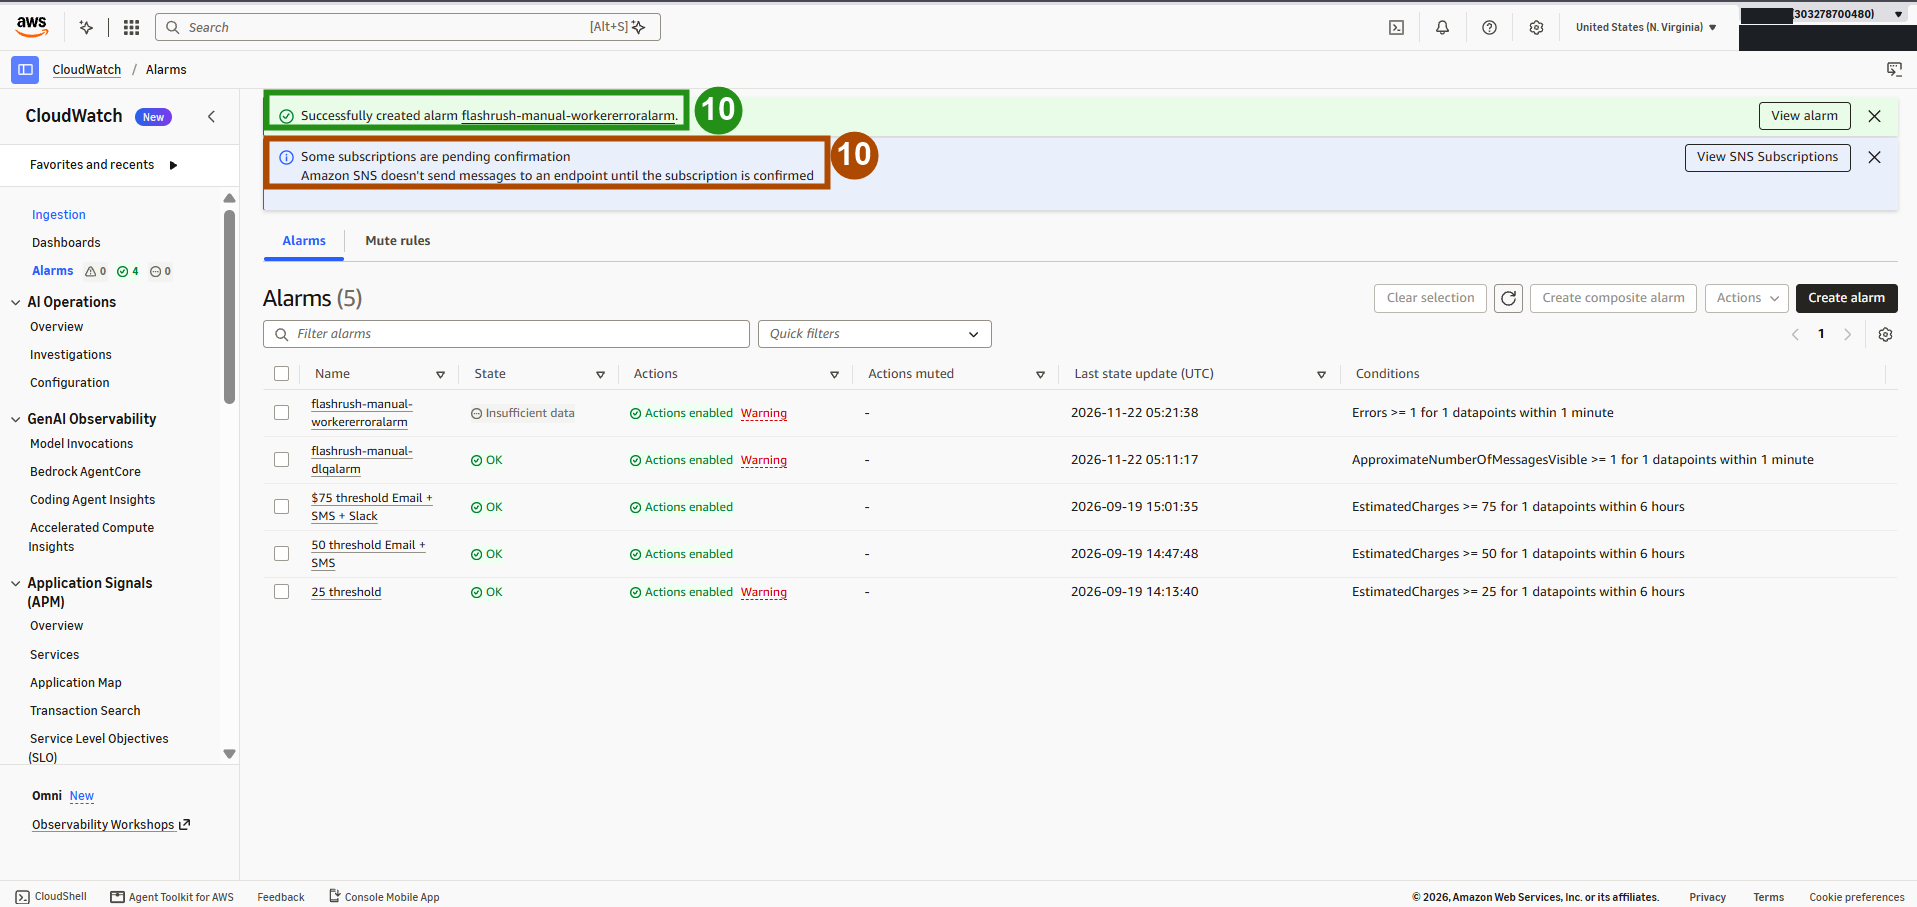 aws
Search
[Alt+S]
United States (N. Virginia)
(303278700480)
CloudWatch / Alarms
CloudWatch New
Favorites and recents
Ingestion
Dashboards
Alarms 0 4 0
AI Operations
Overview
Investigations
Configuration
GenAI Observability
Model Invocations
Bedrock AgentCore
Coding Agent Insights
Accelerated Compute
Insights
Application Signals
(APM)
Overview
Services
Application Map
Transaction Search
Service Level Objectives
(SLO)
Omni New
Observability Workshops
Successfully created alarm flashrush-manual-workererroralarm.
10
View alarm
Some subscriptions are pending confirmation
Amazon SNS doesn't send messages to an endpoint until the subscription is confirmed
10
View SNS Subscriptions
Alarms
Mute rules
Alarms (5)
Clear selection
Create composite alarm
Actions
Create alarm
Filter alarms
Quick filters
1
Name State Actions Actions muted Last state update (UTC) Conditions
flashrush-manual-
workererroralarm
Insufficient data Actions enabled Warning - 2026-11-22 05:21:38 Errors >= 1 for 1 datapoints within 1 minute
flashrush-manual-
dlqalarm
OK Actions enabled Warning - 2026-11-22 05:11:17 ApproximateNumberOfMessagesVisible >= 1 for 1 datapoints within 1 minute
$75 threshold Email +
SMS + Slack
OK Actions enabled - 2026-09-19 15:01:35 EstimatedCharges >= 75 for 1 datapoints within 6 hours
50 threshold Email +
SMS
OK Actions enabled - 2026-09-19 14:47:48 EstimatedCharges >= 50 for 1 datapoints within 6 hours
25 threshold OK Actions enabled Warning - 2026-09-19 14:13:40 EstimatedCharges >= 25 for 1 datapoints within 6 hours
CloudShell
Agent Toolkit for AWS
Feedback
Console Mobile App
© 2026, Amazon Web Services, Inc. or its affiliates.
Privacy
Terms
Cookie preferences